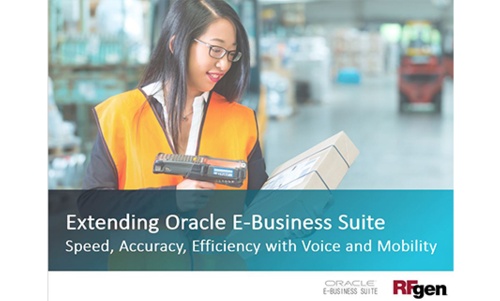 Extending Oracle E-Business Suite
Speed, Accuracy, Efficiency with Voice and Mobility
ORACLE
E-BUSINESS SUITE
RFgen